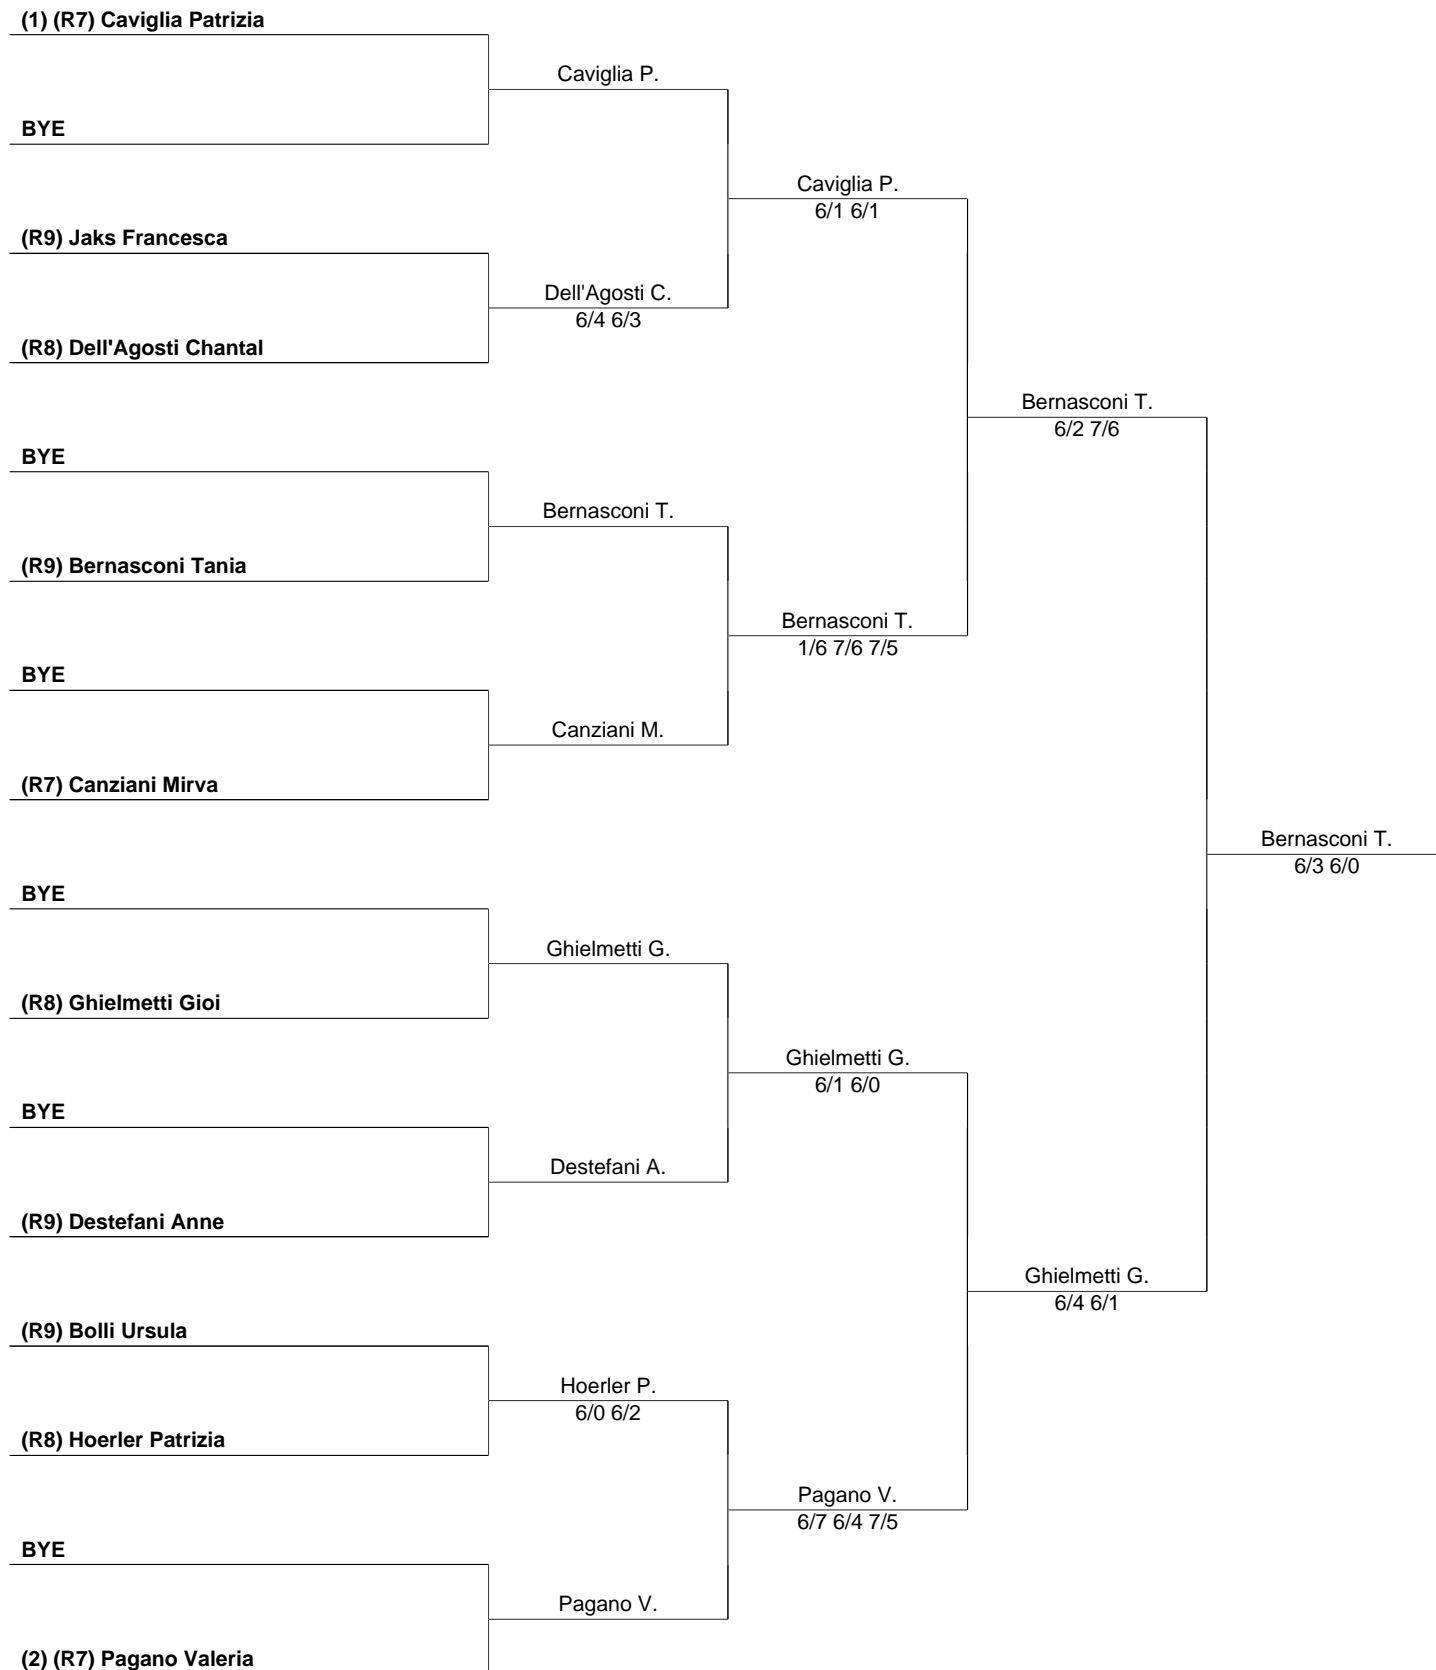 (1) (R7) Caviglia Patrizia
Caviglia P.
BYE
Caviglia P.
6/1 6/1
(R9) Jaks Francesca
Dell'Agosti C.
6/4 6/3
(R8) Dell'Agosti Chantal
Bernasconi T.
6/2 7/6
BYE
Bernasconi T.
(R9) Bernasconi Tania
Bernasconi T.
1/6 7/6 7/5
BYE
Canziani M.
(R7) Canziani Mirva
Bernasconi T.
6/3 6/0
BYE
Ghielmetti G.
(R8) Ghielmetti Gioi
Ghielmetti G.
6/1 6/0
BYE
Destefani A.
(R9) Destefani Anne
Ghielmetti G.
6/4 6/1
(R9) Bolli Ursula
Hoerler P.
6/0 6/2
(R8) Hoerler Patrizia
Pagano V.
6/7 6/4 7/5
BYE
Pagano V.
(2) (R7) Pagano Valeria